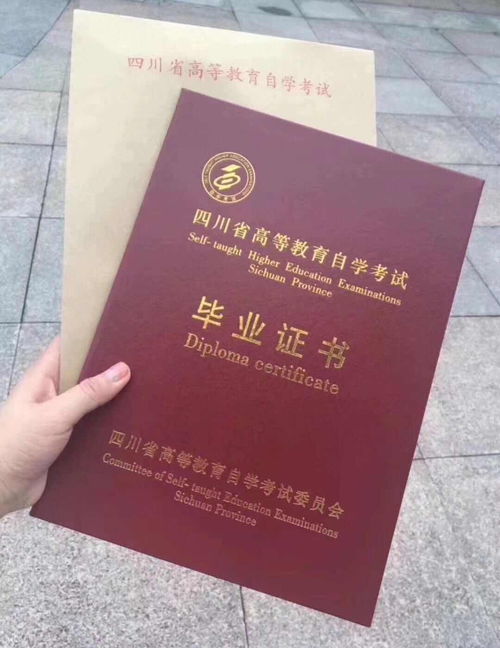 四川省高等教育自学考试
四川省高等教育自学考试
Self-taught Higher Education Examinations
Sichuan Province
毕业证书
Diploma certificate
四川省高等教育自学考试委员会
Committee of Self-taught Education Examinations
Sichuan Province